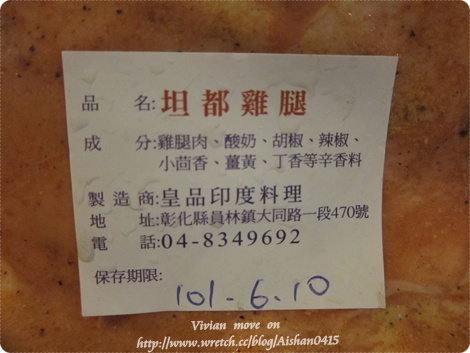 品 名:坦都雞腿
成 分:雞腿肉、酸奶、胡椒、辣椒、
小茴香、薑黃、丁香等辛香料
製造商:皇品印度料理
地 址:彰化縣員林鎮大同路一段470號
電 話:04-8349692
保存期限:
101-6.10
Vivian move on
http://www.wretch.cc/blog/Aishan0415